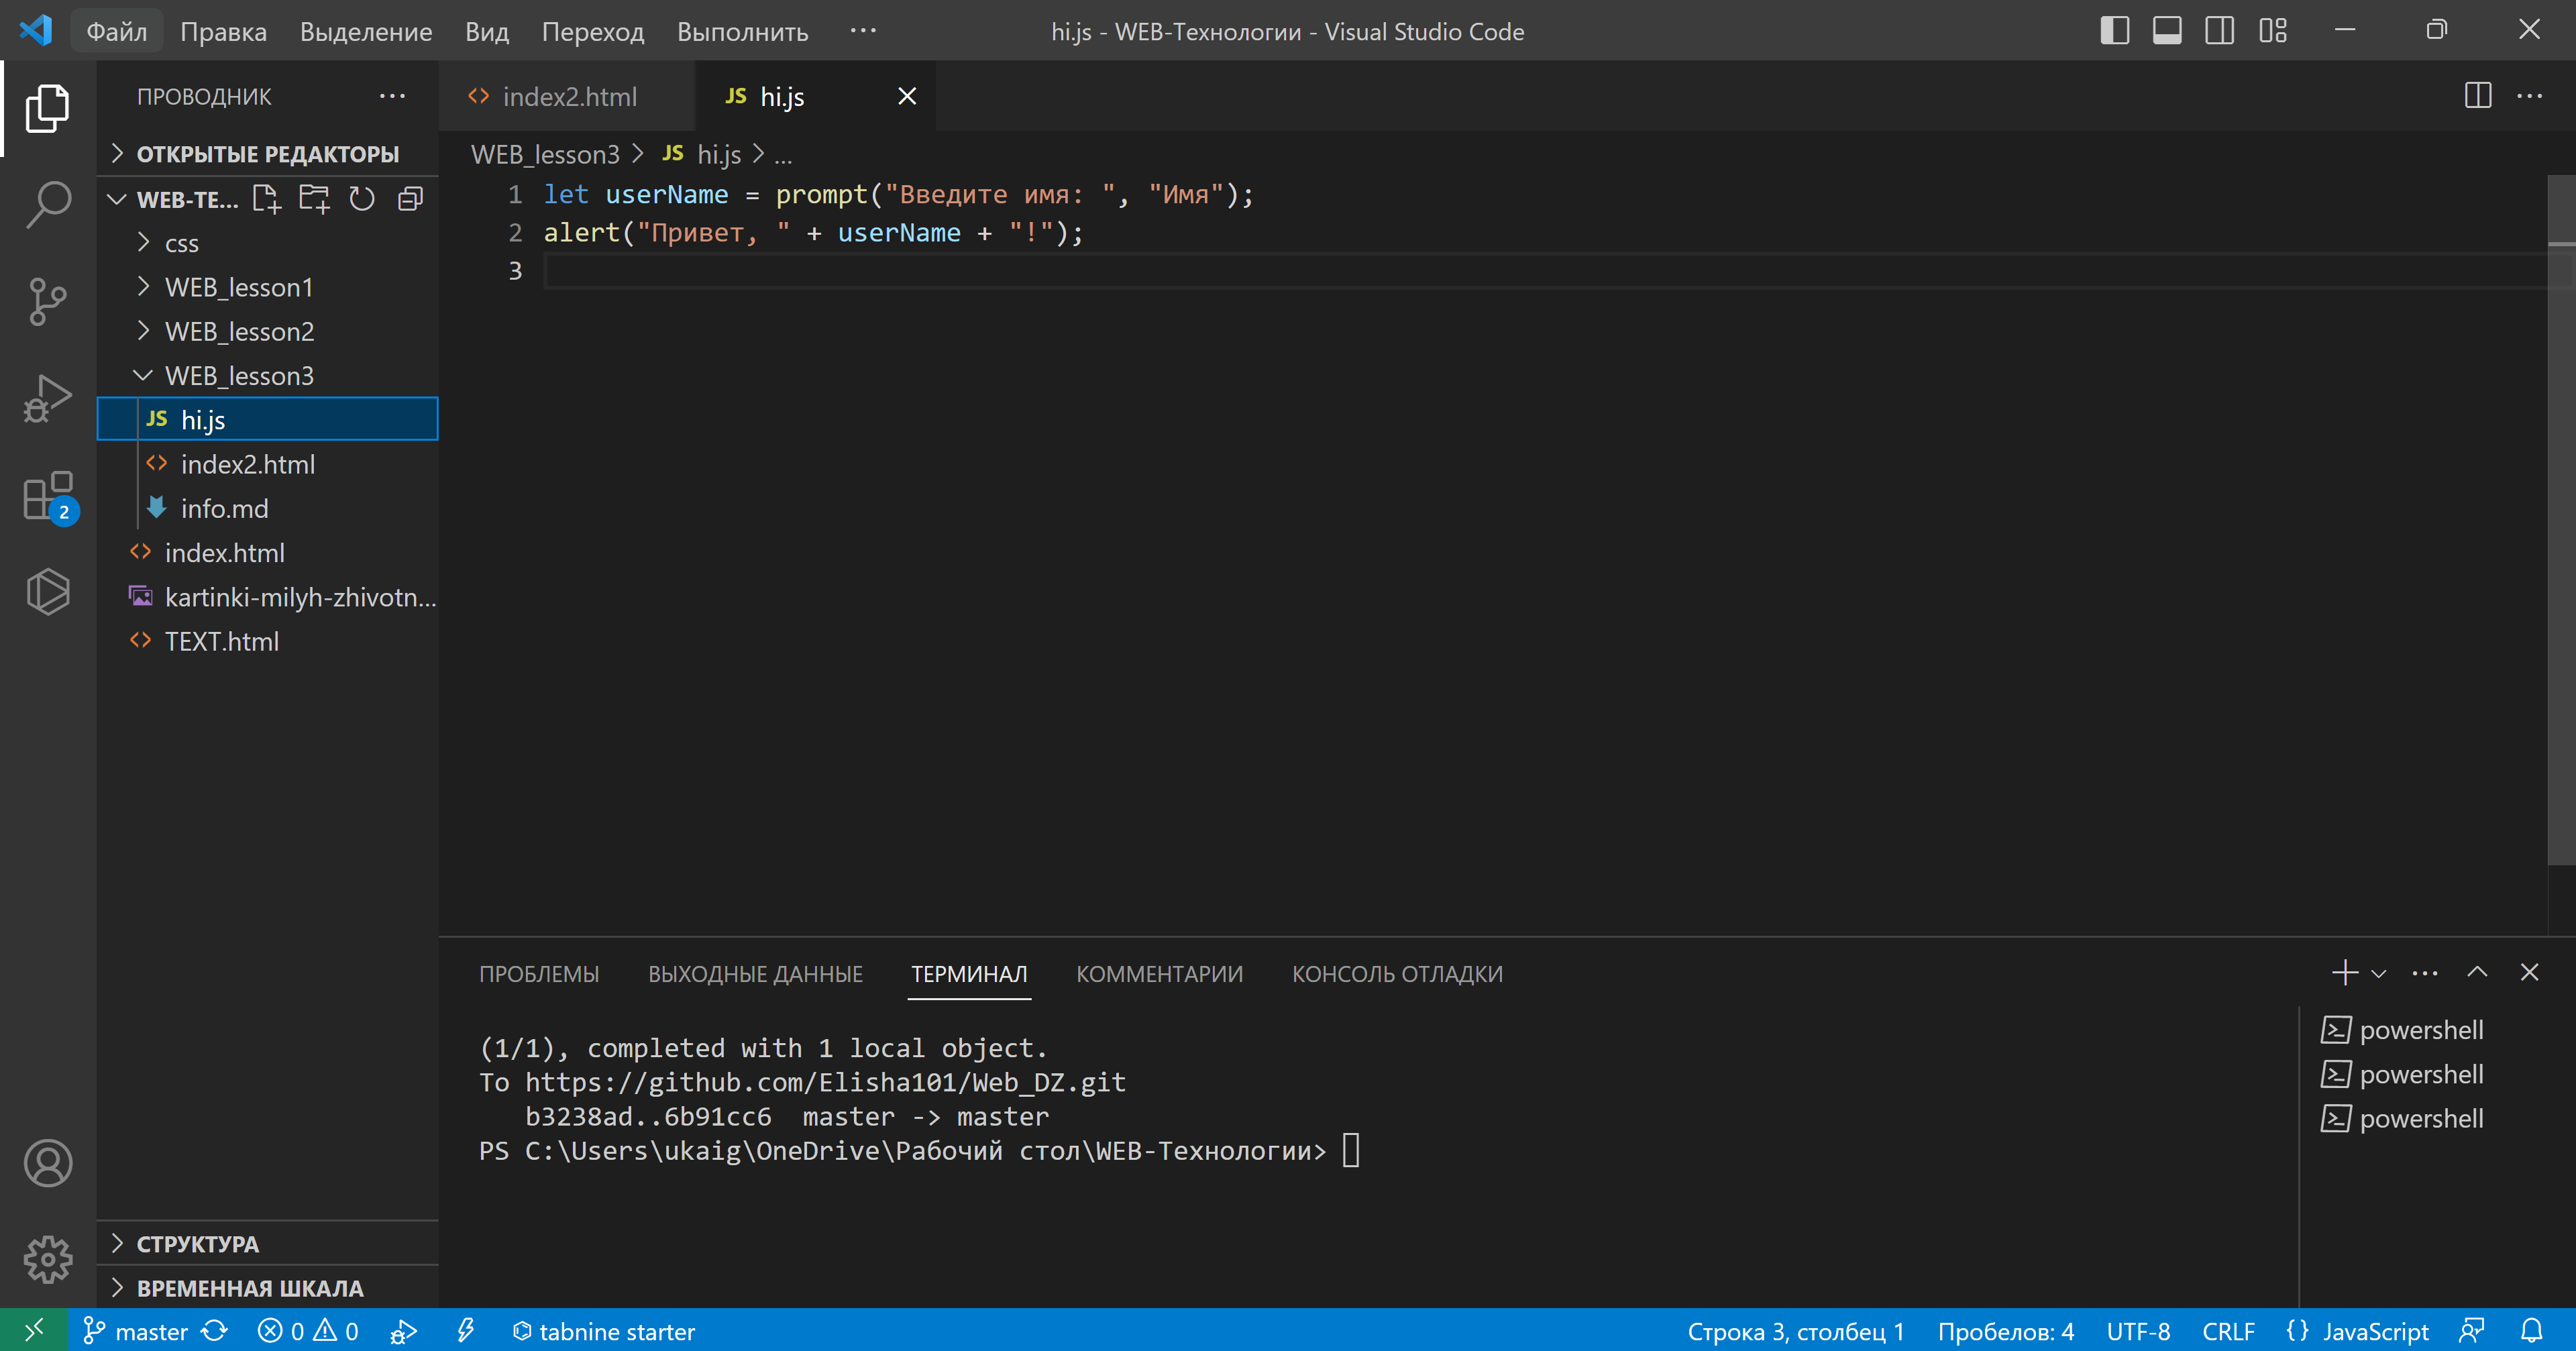 Файл Правка Выделение Вид Переход Выполнить ··· hi.js - WEB-Технологии - Visual Studio Code
ПРОВОДНИК ···
ОТКРЫТЫЕ РЕДАКТОРЫ
WEB-TE...
css
WEB_lesson1
WEB_lesson2
WEB_lesson3
JS hi.js
index2.html
info.md
index.html
kartinki-milyh-zhivotn...
TEXT.html
СТРУКТУРА
ВРЕМЕННАЯ ШКАЛА
2
index2.html JS hi.js
WEB_lesson3 > JS hi.js > ...
1 let userName = prompt("Введите имя: ", "Имя");
2 alert("Привет, " + userName + "!");
3
ПРОБЛЕМЫ ВЫХОДНЫЕ ДАННЫЕ ТЕРМИНАЛ КОММЕНТАРИИ КОНСОЛЬ ОТЛАДКИ
(1/1), completed with 1 local object.
To https://github.com/Elisha101/Web_DZ.git
b3238ad..6b91cc6 master -> master
PS C:\Users\ukaig\OneDrive\Рабочий стол\WEB-Технологии>
powershell
powershell
powershell
master 0 0 tabnine starter Строка 3, столбец 1 Пробелов: 4 UTF-8 CRLF {} JavaScript